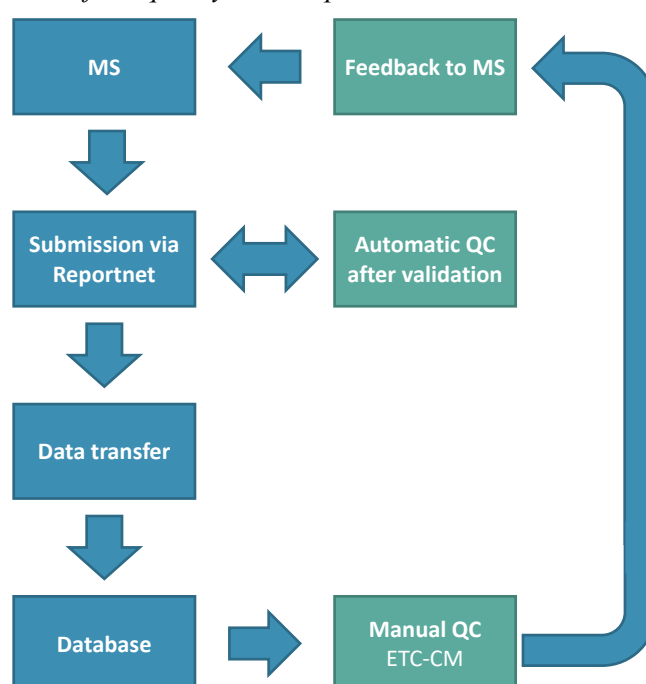 MS
Feedback to MS
Submission via
Reportnet
Automatic QC
after validation
Data transfer
Database
Manual QC
ETC-CM